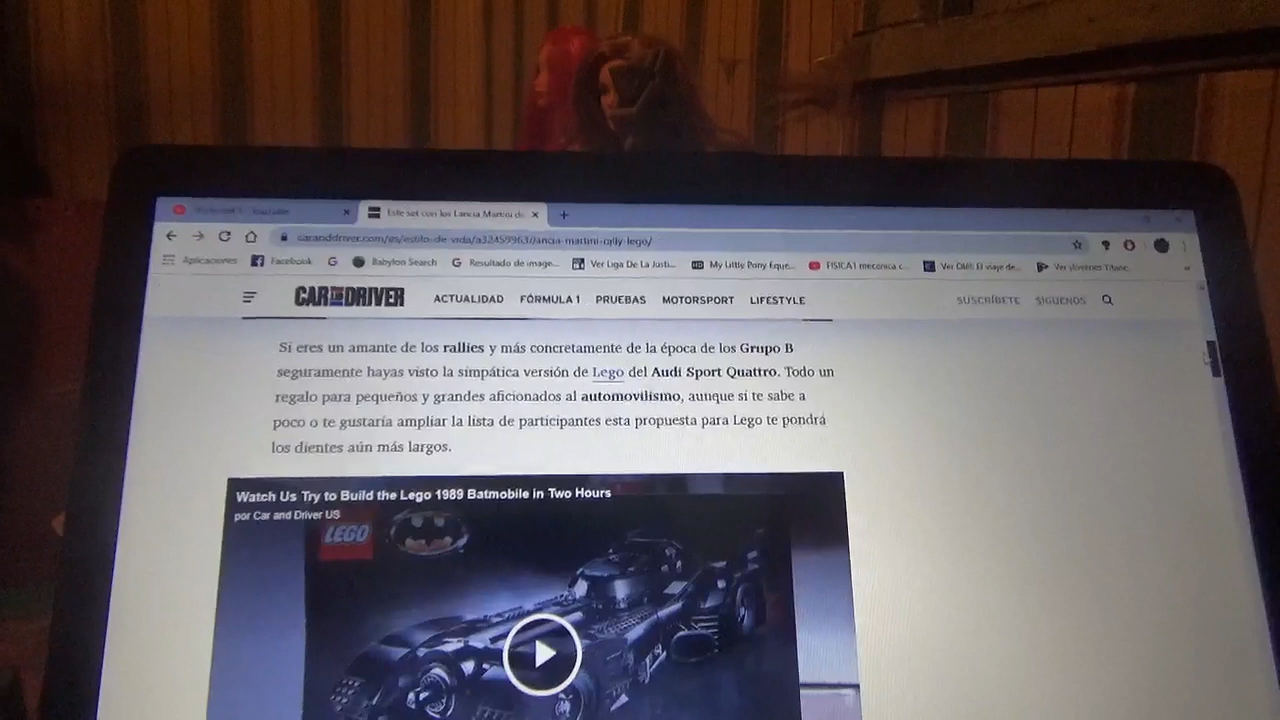 YouTube
Este set con los Lancia Martini de
caranddriver.com/es/estilo-de-vida/a32459963/lancia-martini-rally-lego/
Aplicaciones Facebook Babylon Search Resultado de image... Ver Liga De La Justi... My Little Pony Eque... FISICA1 mecanica c... Ver El viaje de... Ver
CAR AND DRIVER ACTUALIDAD FÓRMULA 1 PRUEBAS MOTORSPORT LIFESTYLE SUSCRÍBETE SÍGUENOS
Si eres un amante de los rallies y más concretamente de la época de los Grupo B
seguramente hayas visto la simpática versión de Lego del Audi Sport Quattro. Todo un
regalo para pequeños y grandes aficionados al automovilismo, aunque si te sabe a
poco o te gustaría ampliar la lista de participantes esta propuesta para Lego te pondrá
los dientes aún más largos.
Watch Us Try to Build the Lego 1989 Batmobile in Two Hours
por Car and Driver US
LEGO